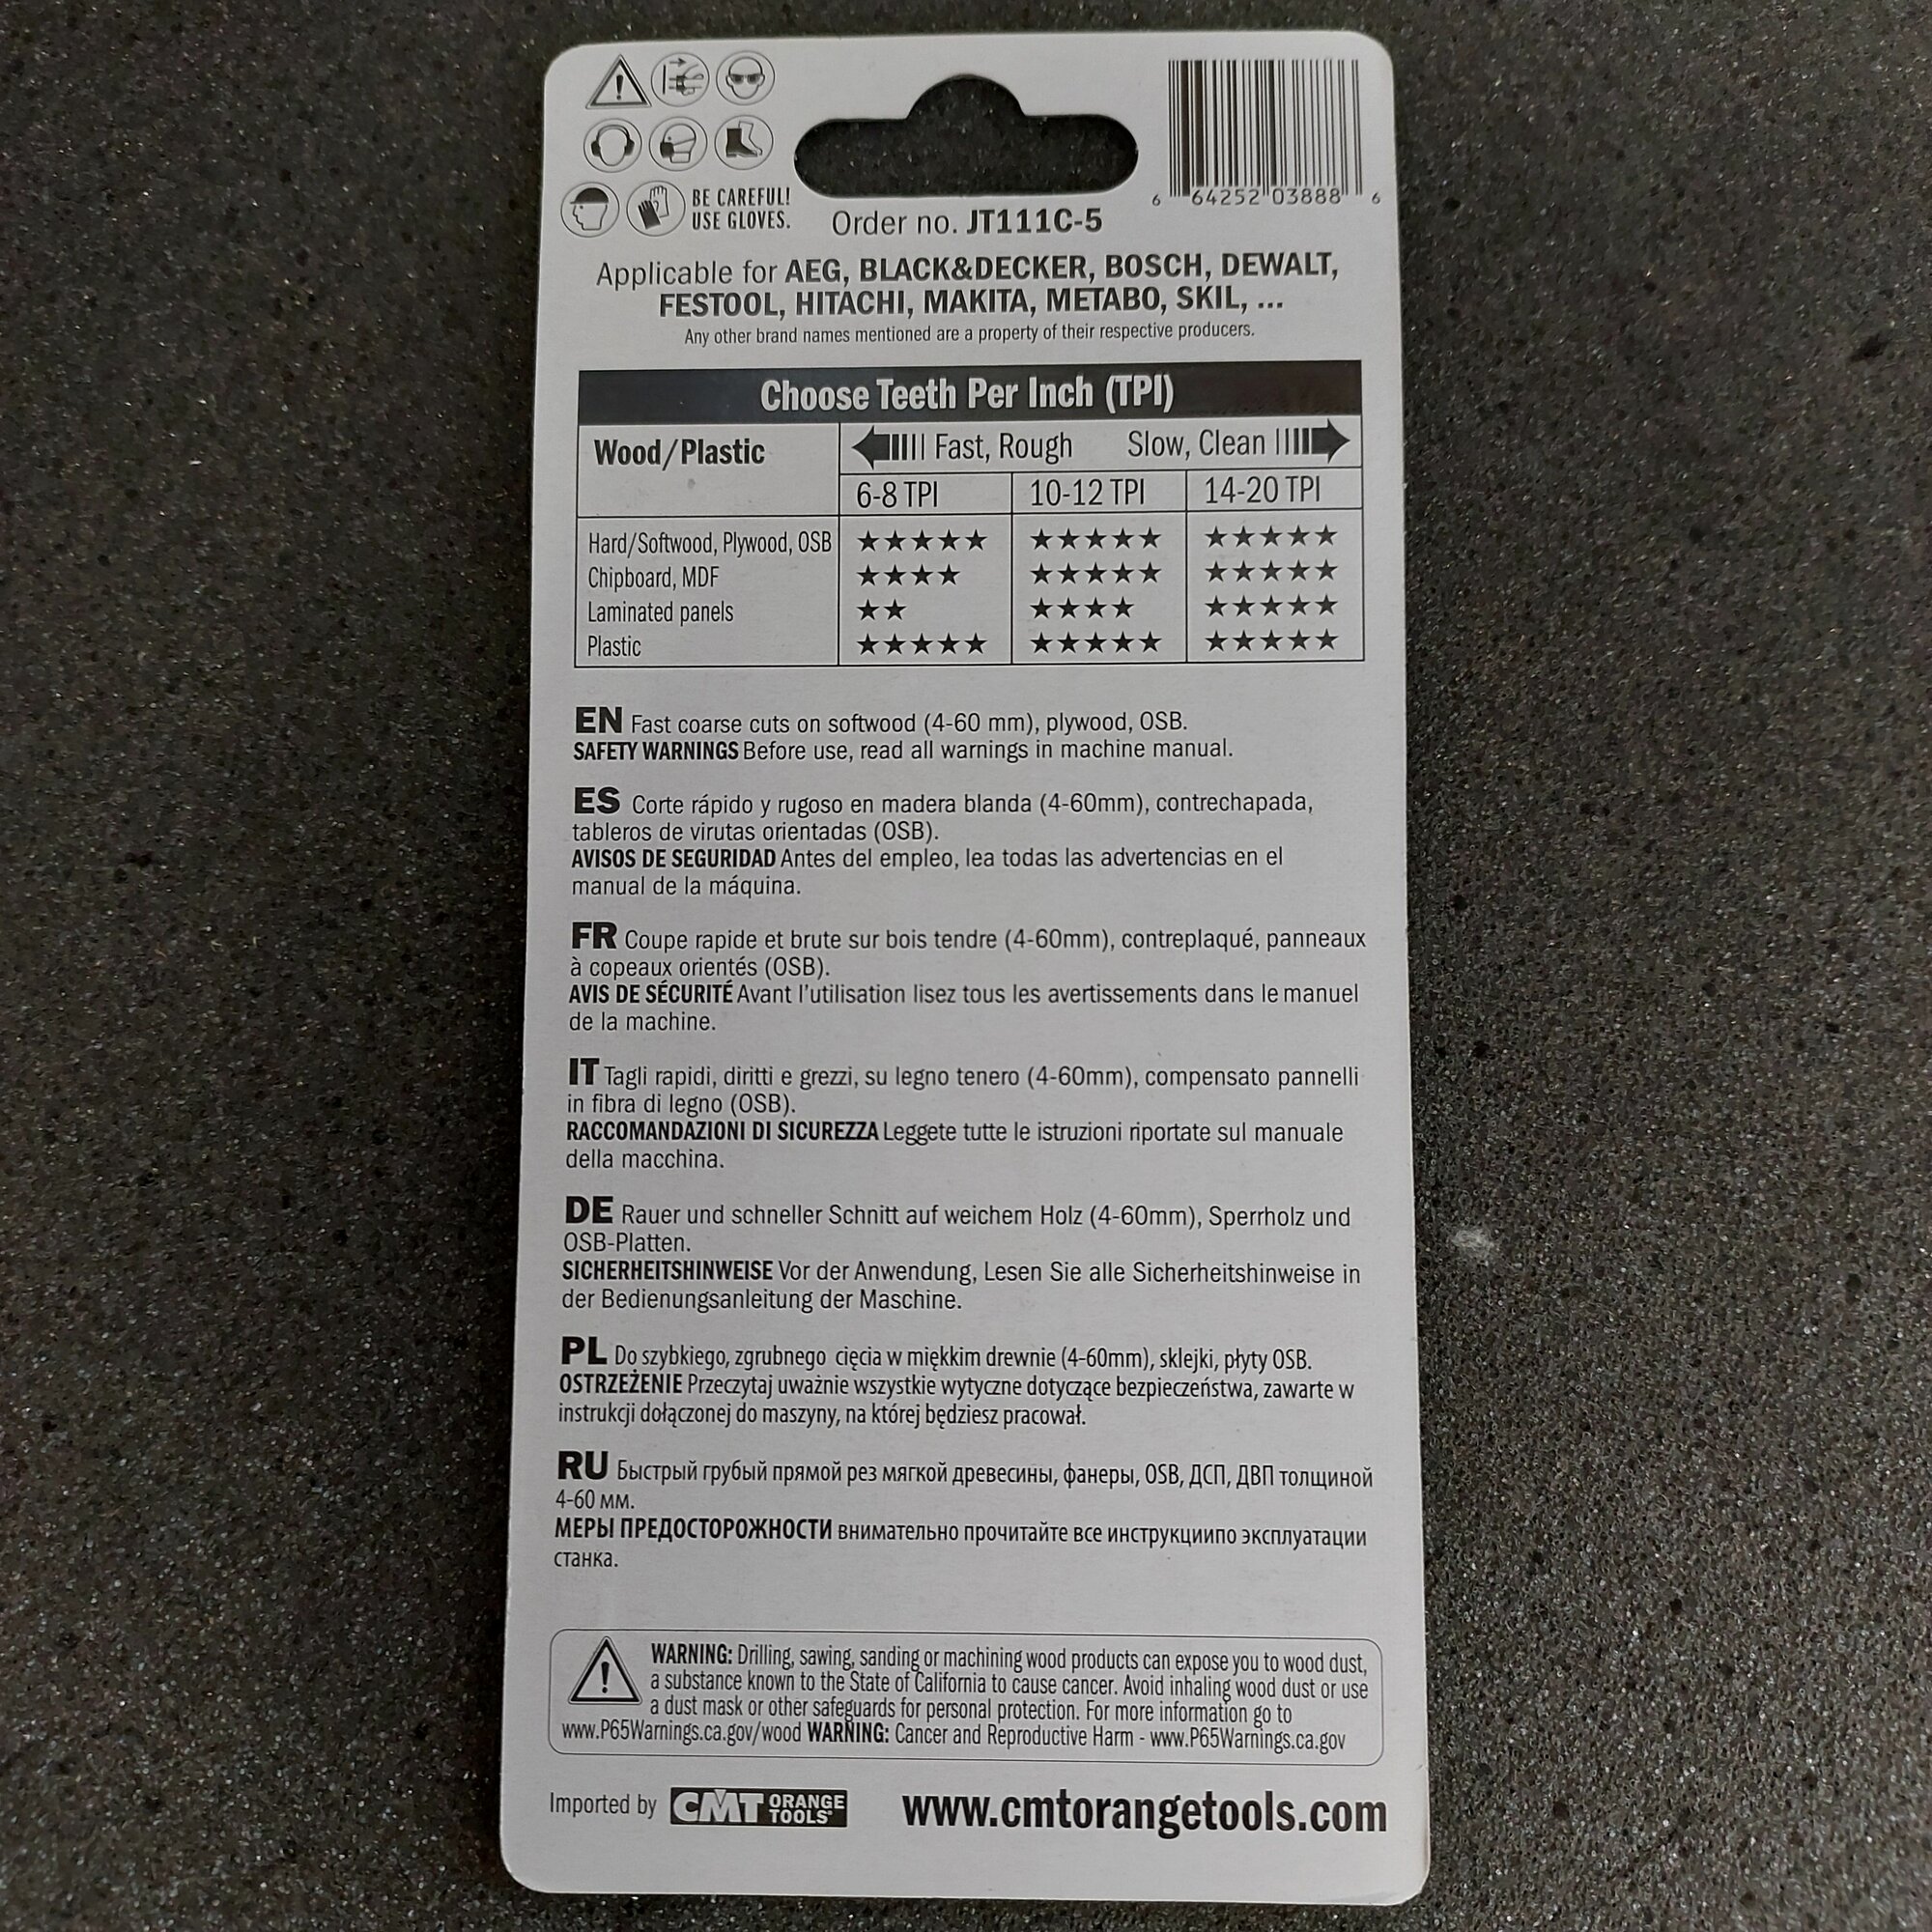 BE CAREFUL!
USE GLOVES.
6 64252 03888 6
Order no. JT111C-5
Applicable for AEG, BLACK&DECKER, BOSCH, DEWALT,
FESTOOL, HITACHI, MAKITA, METABO, SKIL, ...
Any other brand names mentioned are a property of their respective producers.
Choose Teeth Per Inch (TPI)
Wood/Plastic Fast, Rough Slow, Clean
6-8 TPI 10-12 TPI 14-20 TPI
Hard/Softwood, Plywood, OSB ★★★★★ ★★★★★ ★★★★★
Chipboard, MDF ★★★★ ★★★★★ ★★★★★
Laminated panels ★★ ★★★★ ★★★★★
Plastic ★★★★★ ★★★★★ ★★★★★
EN Fast coarse cuts on softwood (4-60 mm), plywood, OSB.
SAFETY WARNINGS Before use, read all warnings in machine manual.
ES Corte rápido y rugoso en madera blanda (4-60mm), contrechapada,
tableros de virutas orientadas (OSB).
AVISOS DE SEGURIDAD Antes del empleo, lea todas las advertencias en el
manual de la máquina.
FR Coupe rapide et brute sur bois tendre (4-60mm), contreplaqué, panneaux
à copeaux orientés (OSB).
AVIS DE SÉCURITÉ Avant l'utilisation lisez tous les avertissements dans le manuel
de la machine.
IT Tagli rapidi, diritti e grezzi, su legno tenero (4-60mm), compensato pannelli
in fibra di legno (OSB).
RACCOMANDAZIONI DI SICUREZZA Leggete tutte le istruzioni riportate sul manuale
della macchina.
DE Rauer und schneller Schnitt auf weichem Holz (4-60mm), Sperrholz und
OSB-Platten.
SICHERHEITSHINWEISE Vor der Anwendung, Lesen Sie alle Sicherheitshinweise in
der Bedienungsanleitung der Maschine.
PL Do szybkiego, zgrubnego cięcia w miękkim drewnie (4-60mm), sklejki, płyty OSB.
OSTRZEŻENIE Przeczytaj uważnie wszystkie wytyczne dotyczące bezpieczeństwa, zawarte w
instrukcji dołączonej do maszyny, na której będziesz pracował.
RU Быстрый грубый прямой рез мягкой древесины, фанеры, OSB, ДСП, ДВП толщиной
4-60 мм.
МЕРЫ ПРЕДОСТОРОЖНОСТИ внимательно прочитайте все инструкциипо эксплуатации
станка.
WARNING: Drilling, sawing, sanding or machining wood products can expose you to wood dust,
a substance known to the State of California to cause cancer. Avoid inhaling wood dust or use
a dust mask or other safeguards for personal protection. For more information go to
www.P65Warnings.ca.gov/wood WARNING: Cancer and Reproductive Harm - www.P65Warnings.ca.gov
Imported by CMT ORANGE TOOLS® www.cmtorangetools.com